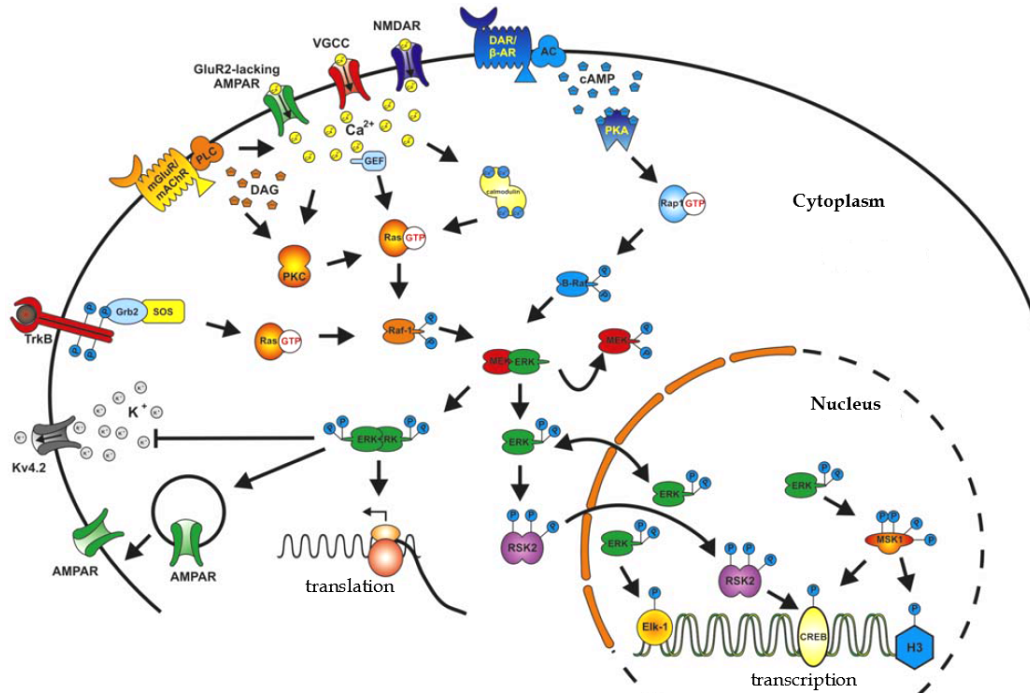 NMDAR
VGCC
GluR2-lacking
AMPAR
DAR/
β-AR
AC
cAMP
PKA
Ca2+
GEF
PLC
mGluR/
mAChR
DAG
calmodulin
Rap1 GTP
Cytoplasm
Ras GTP
PKC
B-Raf
P P
TrkB
P P
P P
Grb2 SOS
Ras GTP
Raf-1
P P
MEK ERK
MEK
P P
Nucleus
K+
K+ K+ K+ K+ K+ K+ K+ K+ K+ K+
Kv4.2
P P
ERK RK
P P
ERK
P P
ERK
P P
ERK
P P
P P
MSK1
P P
P P P
RSK2
ERK
P P
P P P
RSK2
AMPAR
AMPAR
translation
P
Elk-1
P
CREB
P
H3
transcription